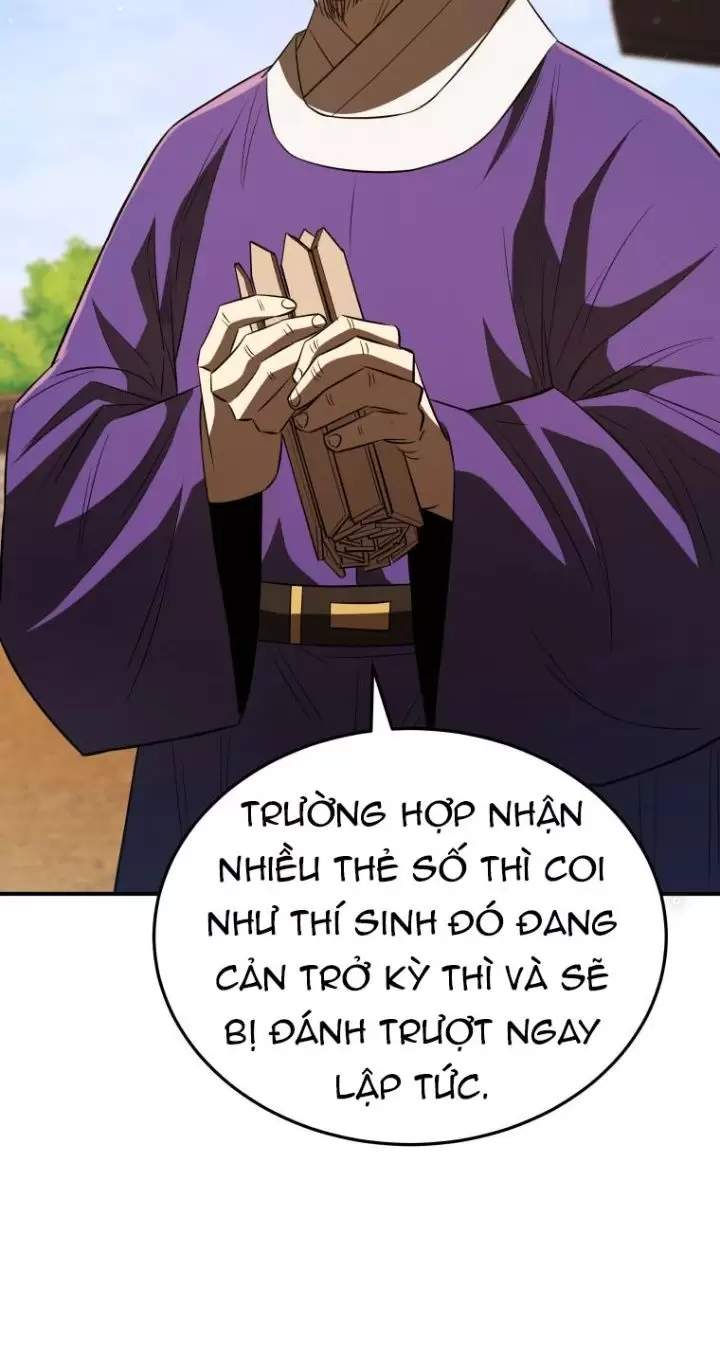 TRƯỜNG HỢP NHẬN
NHIỀU THẺ SỐ THÌ COI
NHƯ THÍ SINH ĐÓ ĐANG
CẢN TRỞ KỲ THÌ VÀ SẼ
BỊ ĐÁNH TRƯỢT NGAY
LẬP TỨC.